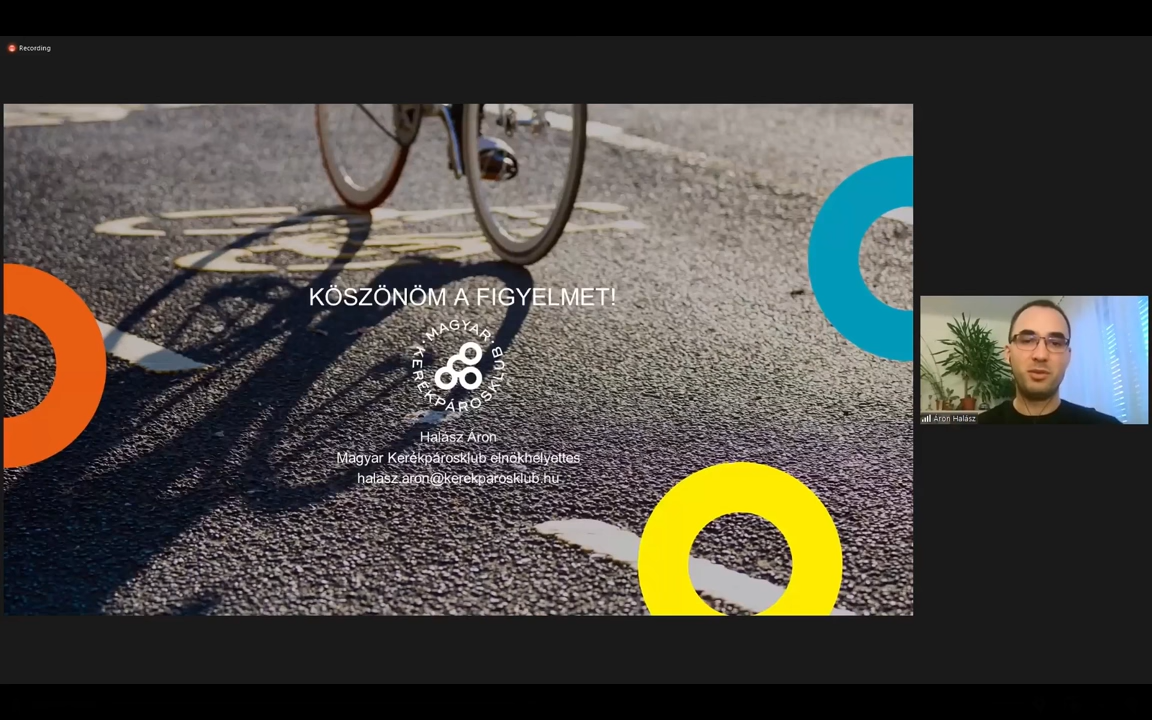 Recording
KÖSZÖNÖM A FIGYELMET!
MAGYAR KERÉKPÁROSKLUB
Halász Áron
Magyar Kerékpárosklub elnökhelyettes
halasz.aron@kerekparosklub.hu
Áron Halász